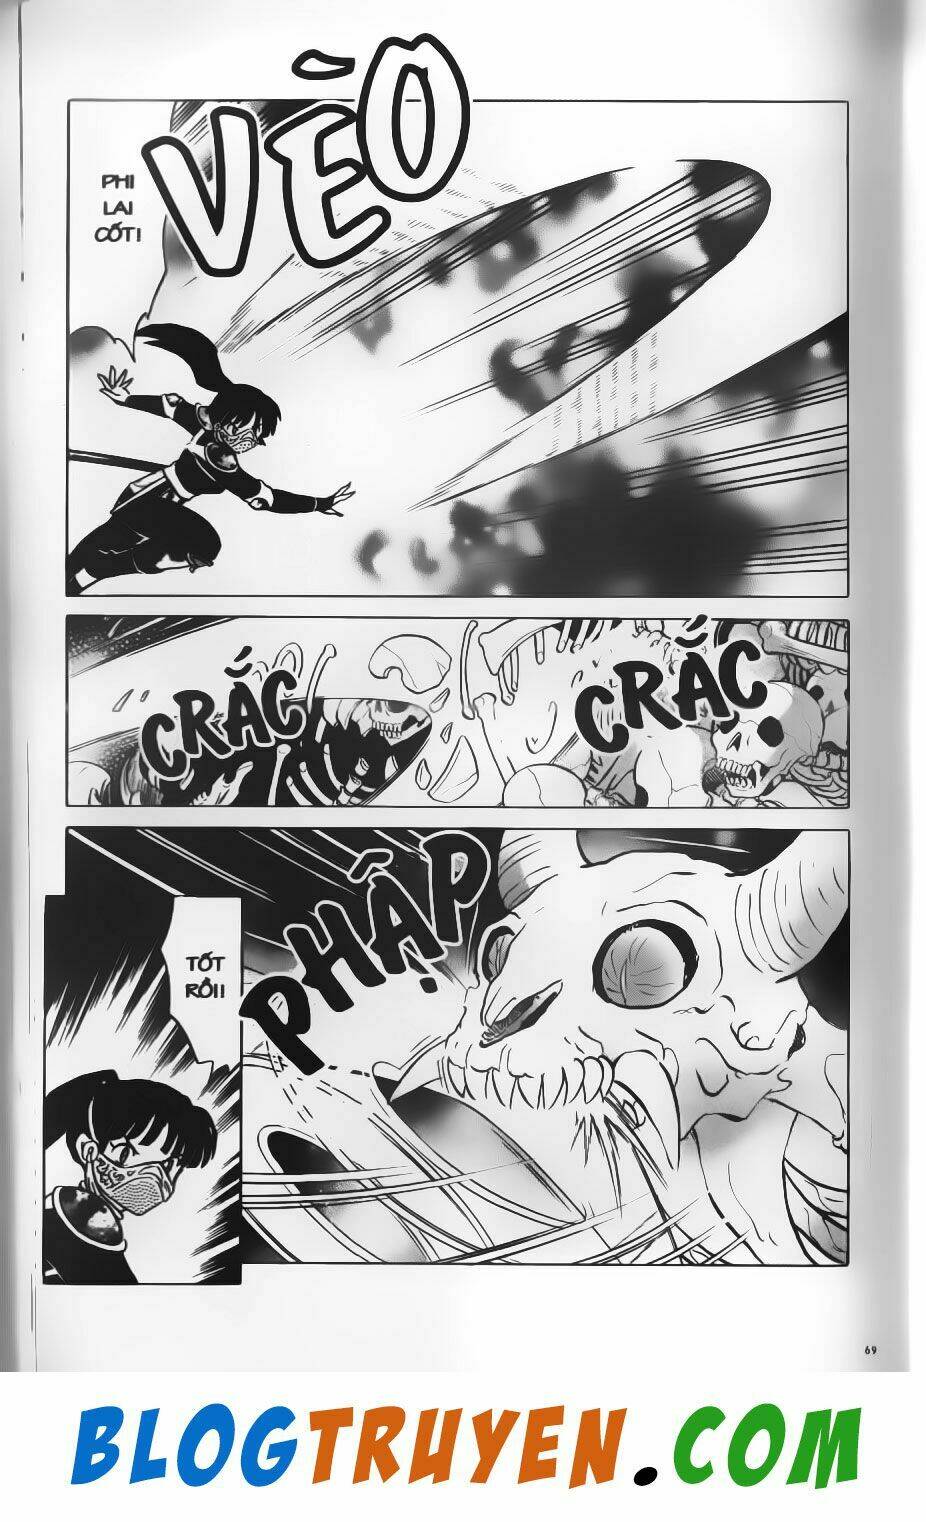 VÈO
PHI
LAI
CỐT!
CRẮC
CRẮC
PHẬP
TỐT
RỒI!
69
BLOGTRUYEN.COM